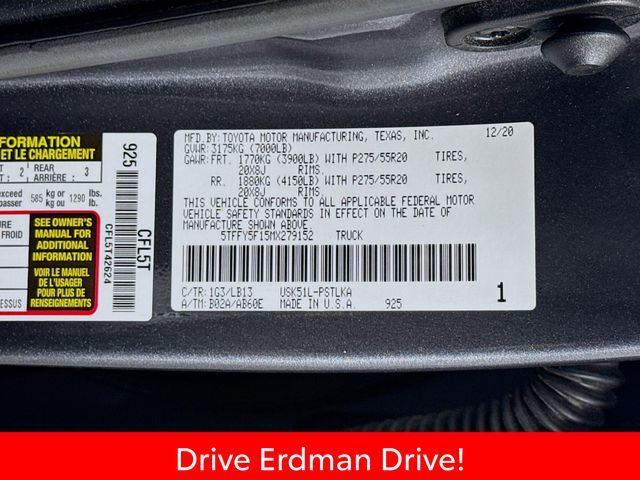 FORMATION
ET LE CHARGEMENT
2 REAR ARRIÈRE : 3
exceed 585 kg or kg ou 1290 lbs. lb.
passer
FROID
SEE OWNER'S
MANUAL FOR
ADDITIONAL
INFORMATION
VOIR LE MANUEL
DE L'USAGER
POUR PLUS DE
RENSEIGNEMENTS
925
CFL5T
CFL5T42624
MFD.BY:TOYOTA MOTOR MANUFACTURING, TEXAS, INC. 12/20
GVWR:3175KG (7000LB)
GAWR:FRT. 1770KG (3900LB) WITH P275/55R20 TIRES,
20X8J RIMS.
RR. 1880KG (4150LB) WITH P275/55R20 TIRES,
20X8J RIMS.
THIS VEHICLE CONFORMS TO ALL APPLICABLE FEDERAL MOTOR
VEHICLE SAFETY STANDARDS IN EFFECT ON THE DATE OF
MANUFACTURE SHOWN ABOVE.
5TFFY5F15MX279152 TRUCK
C/TR:1G3/LB13 USK51L-PSTLKA
A/TM:B02A/AB60E MADE IN U.S.A. 925
1
Drive Erdman Drive!